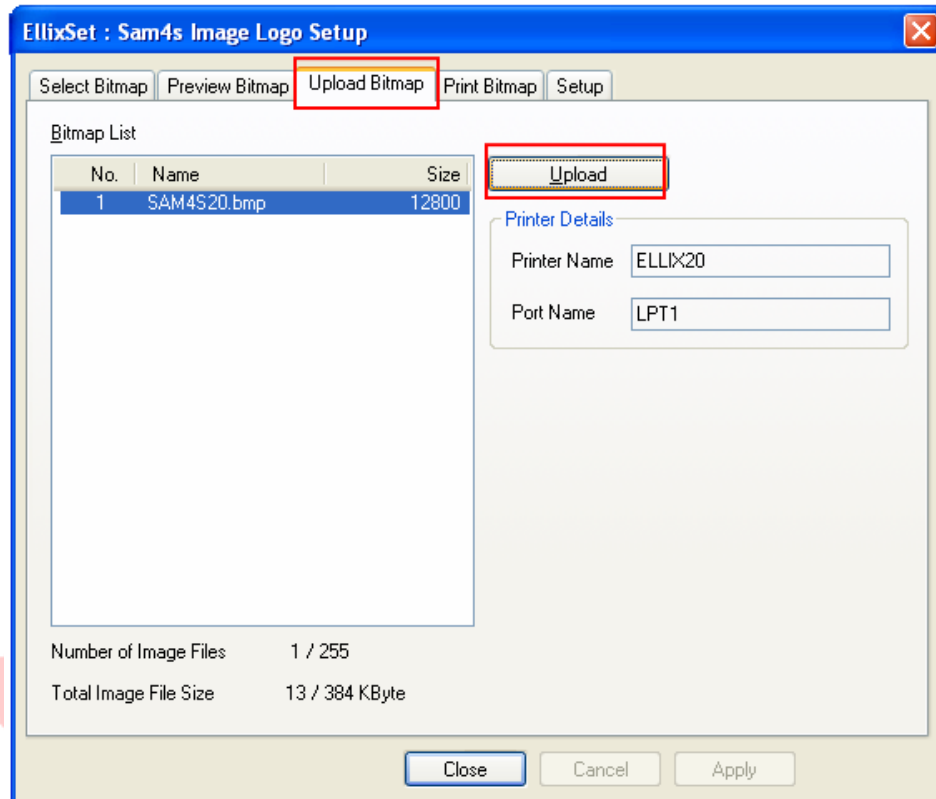 EllixSet : Sam4s Image Logo Setup
Select Bitmap Preview Bitmap Upload Bitmap Print Bitmap Setup
Bitmap List
No. Name Size
1 SAM4S20.bmp 12800
Upload
Printer Details
Printer Name ELLIX20
Port Name LPT1
Number of Image Files 1 / 255
Total Image File Size 13 / 384 KByte
Close Cancel Apply